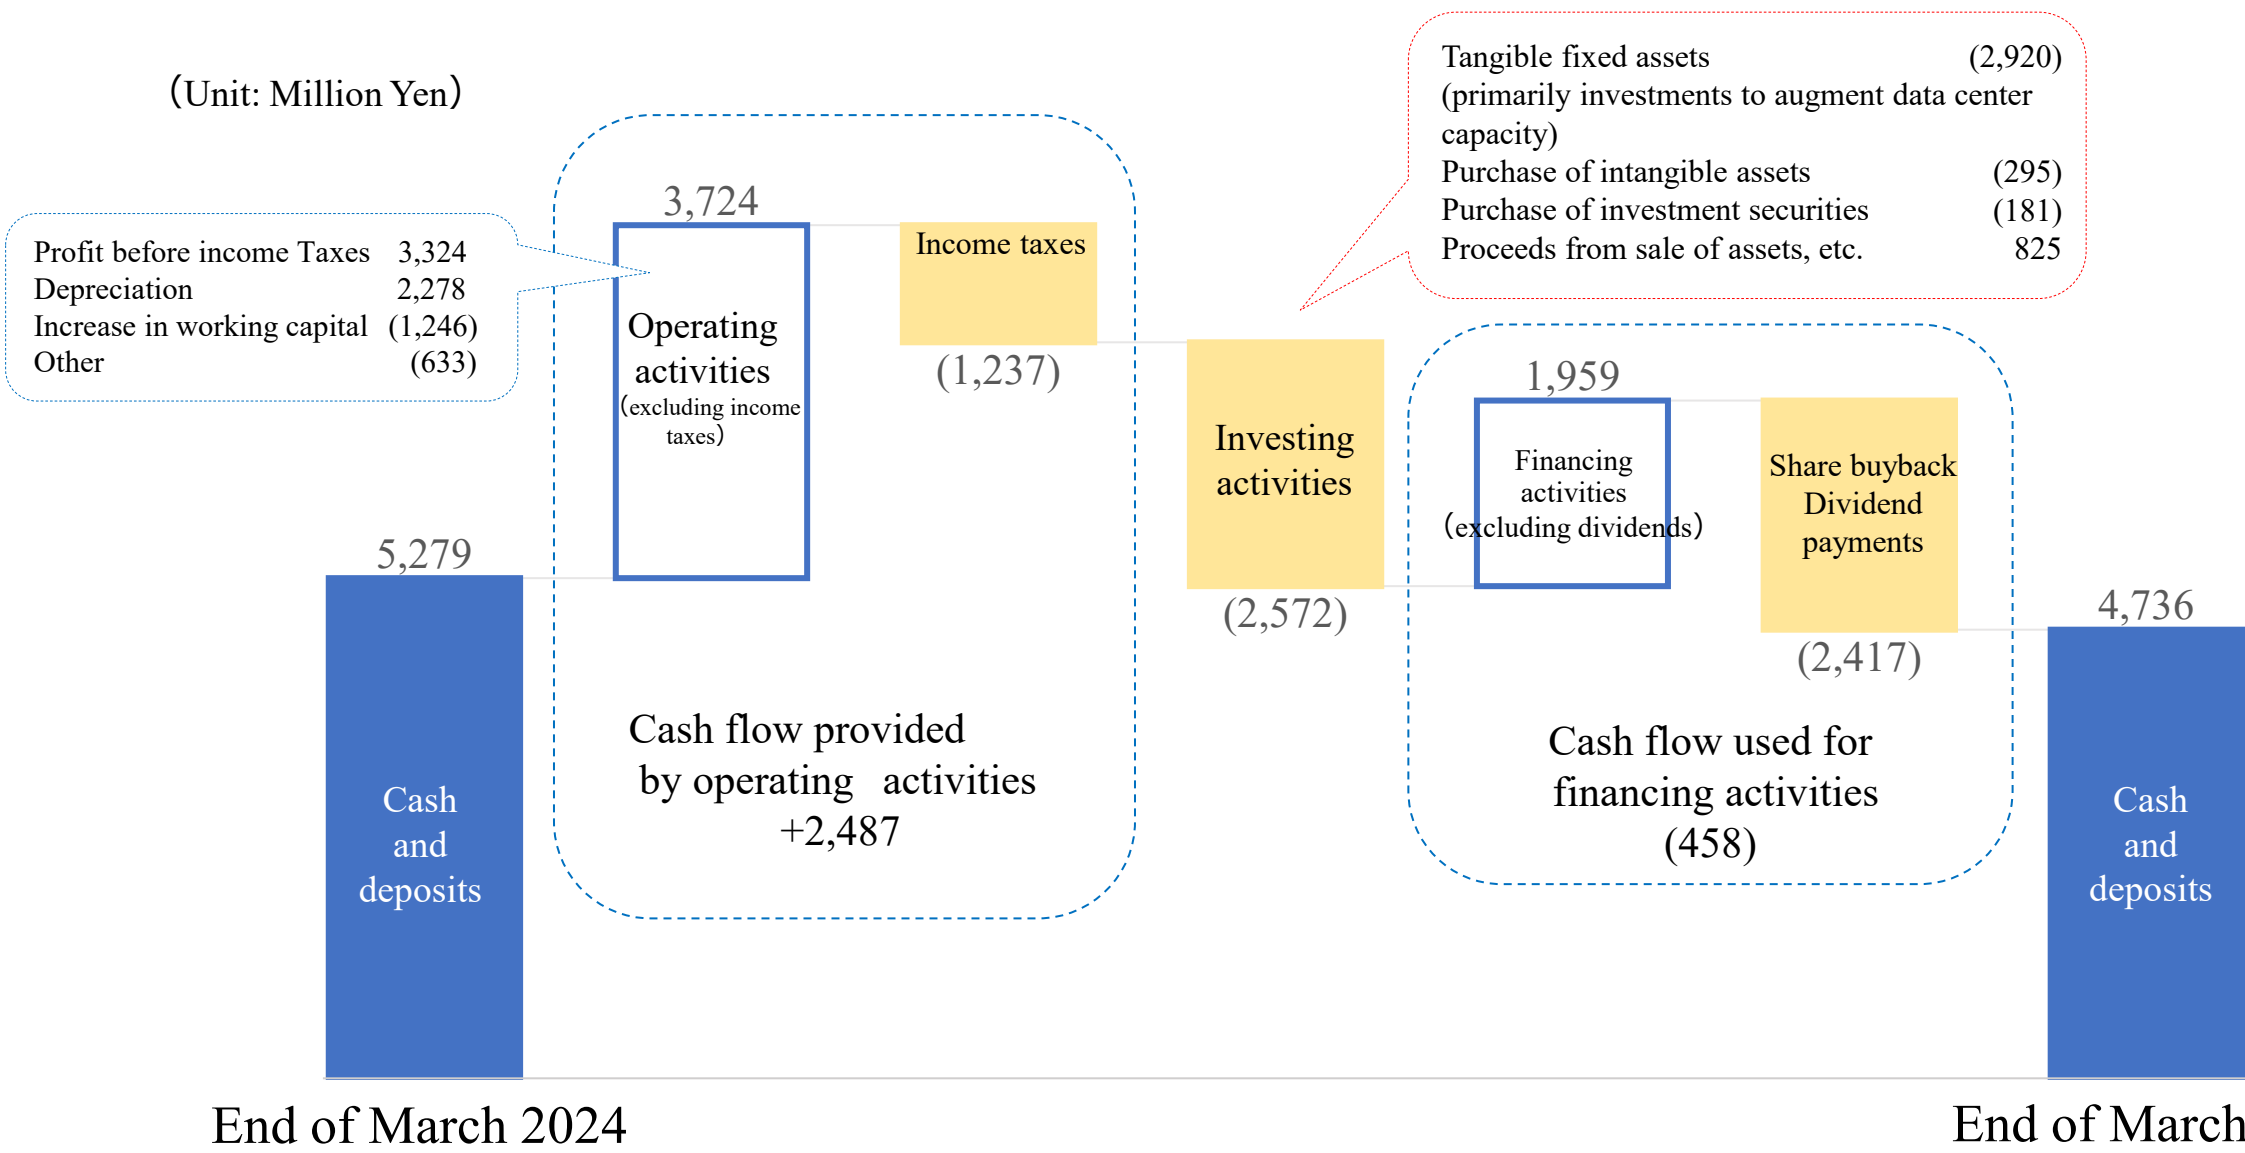 （Unit: Million Yen）
Profit before income Taxes 3,324
Depreciation 2,278
Increase in working capital (1,246)
Other (633)
5,279
Cash
and
deposits
End of March 2024
3,724
Operating
activities
（excluding income
taxes）
Income taxes
(1,237)
Cash flow provided
by operating activities
+2,487
Tangible fixed assets (2,920)
(primarily investments to augment data center
capacity)
Purchase of intangible assets (295)
Purchase of investment securities (181)
Proceeds from sale of assets, etc. 825
Investing
activities
(2,572)
1,959
Financing
activities
（excluding dividends）
Share buyback
Dividend
payments
(2,417)
Cash flow used for
financing activities
(458)
4,736
Cash
and
deposits
End of March